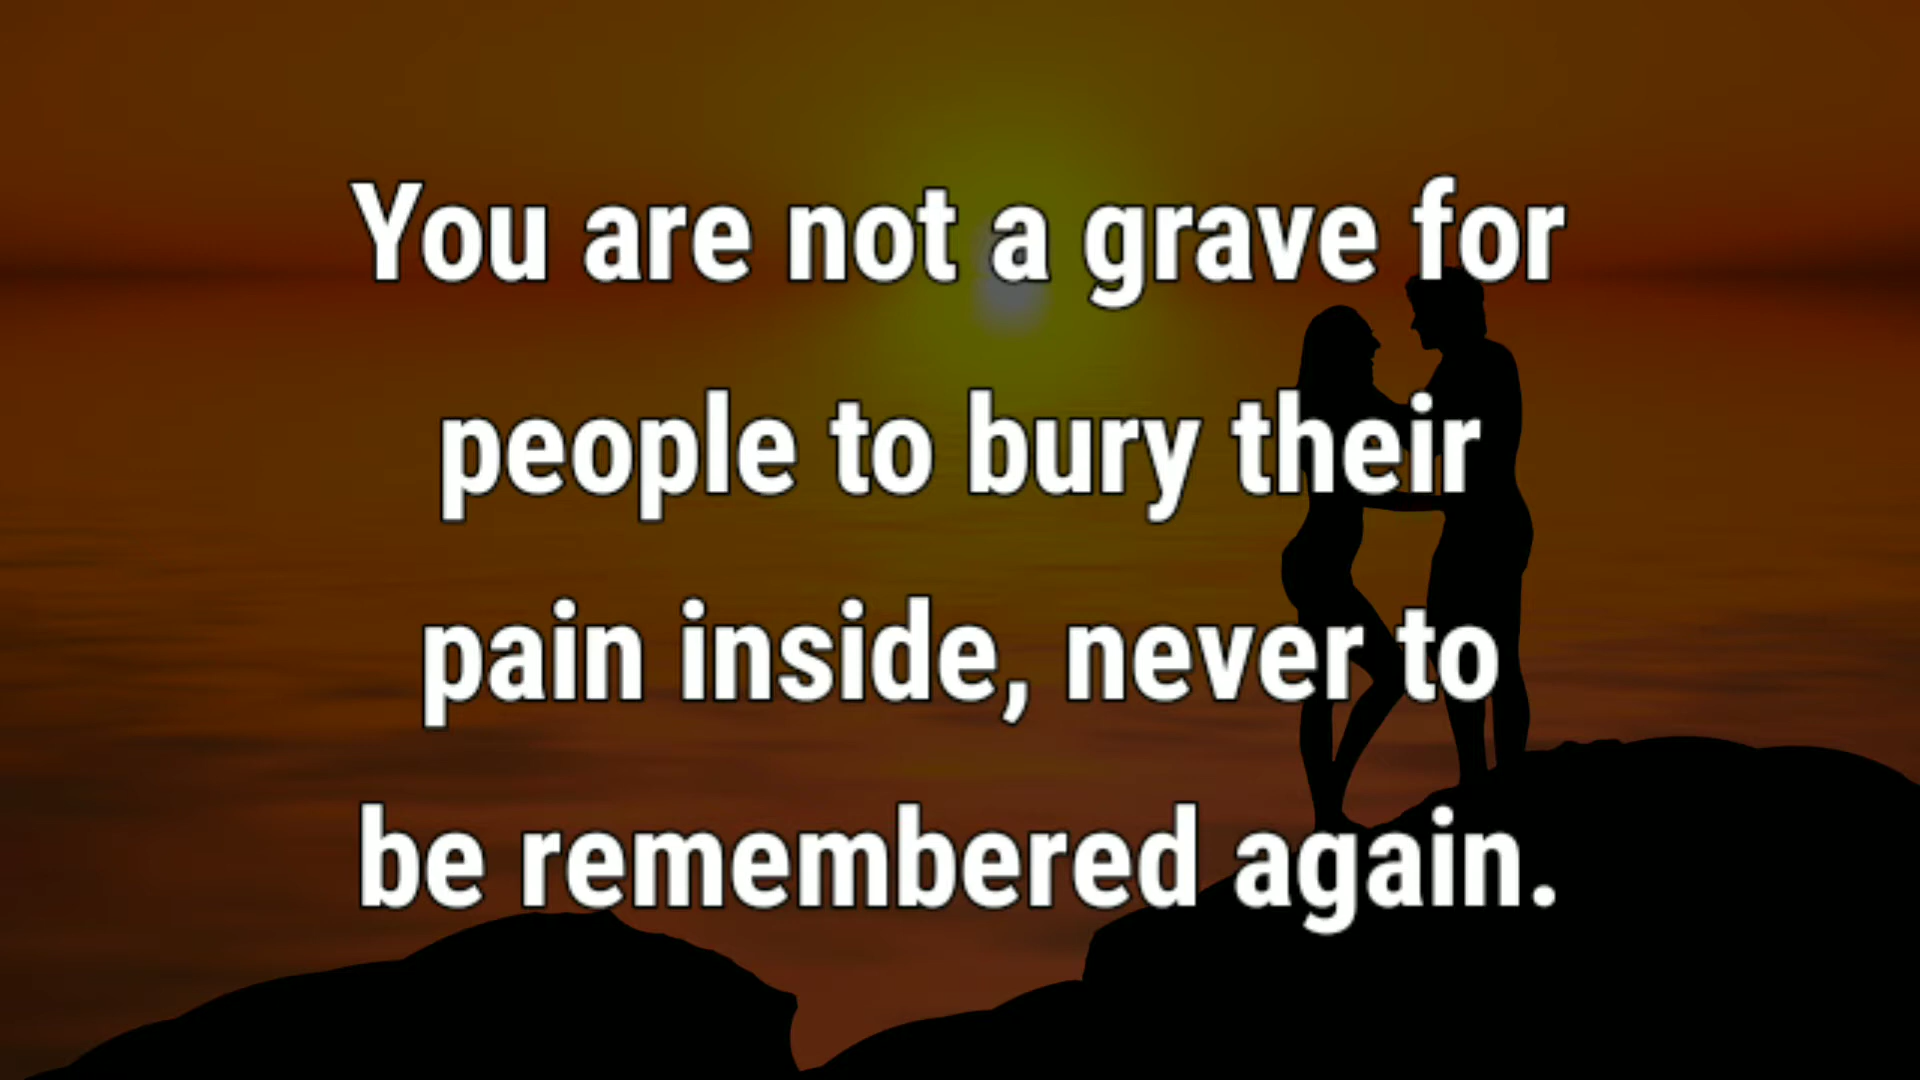 You are not a grave for
people to bury their
pain inside, never to
be remembered again.